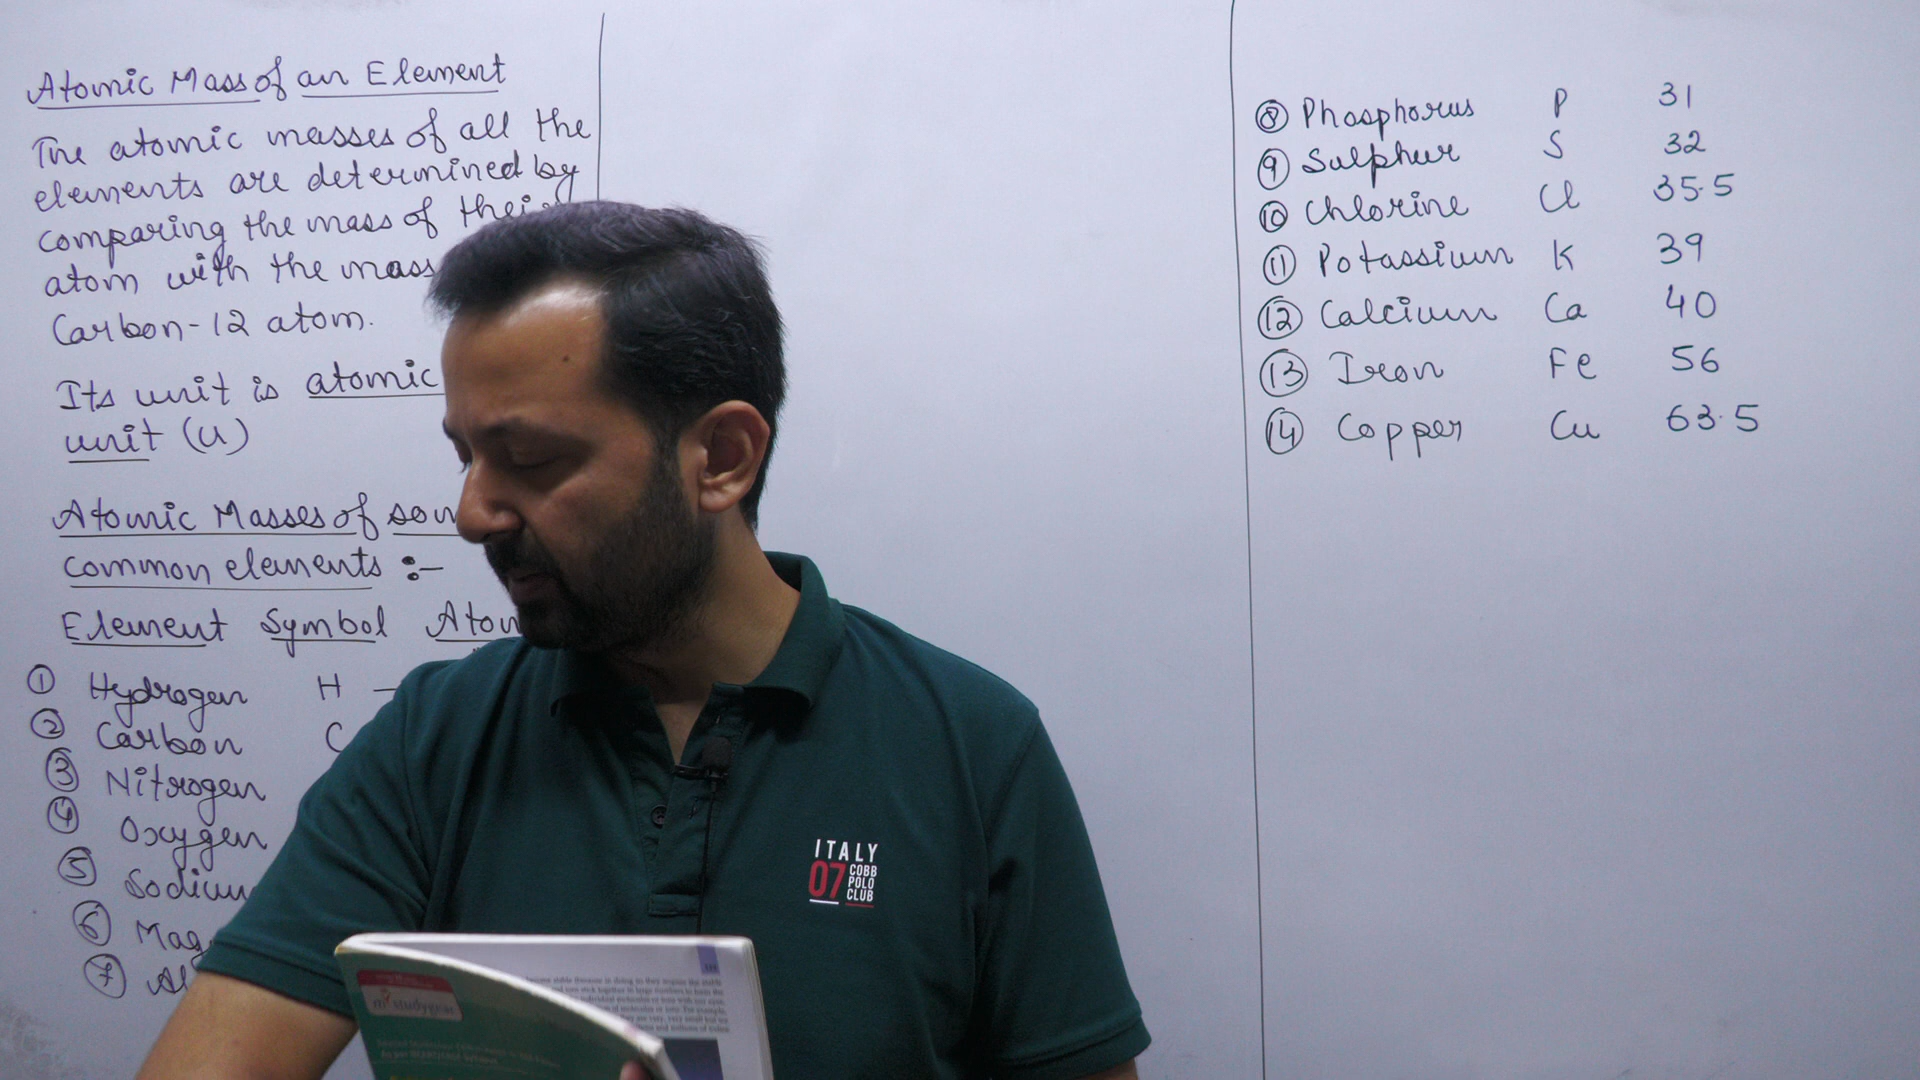 Atomic Mass of an Element
The atomic masses of all the
elements are determined by
comparing the mass of their
atom with the mass
Carbon-12 atom.
Its unit is atomic
unit (u)
Atomic Masses of
common elements :-
Element Symbol
① Hydrogen H –
② Carbon C
③ Nitrogen
④ Oxygen
⑤ Sodium
⑥ Mag
⑦ Al
⑧ Phosphorus P 31
⑨ Sulphur S 32
⑩ Chlorine Cl 35.5
⑪ Potassium K 39
⑫ Calcium Ca 40
⑬ Iron Fe 56
⑭ Copper Cu 63.5
ITALY
07 COBB
POLO
CLUB
studygear